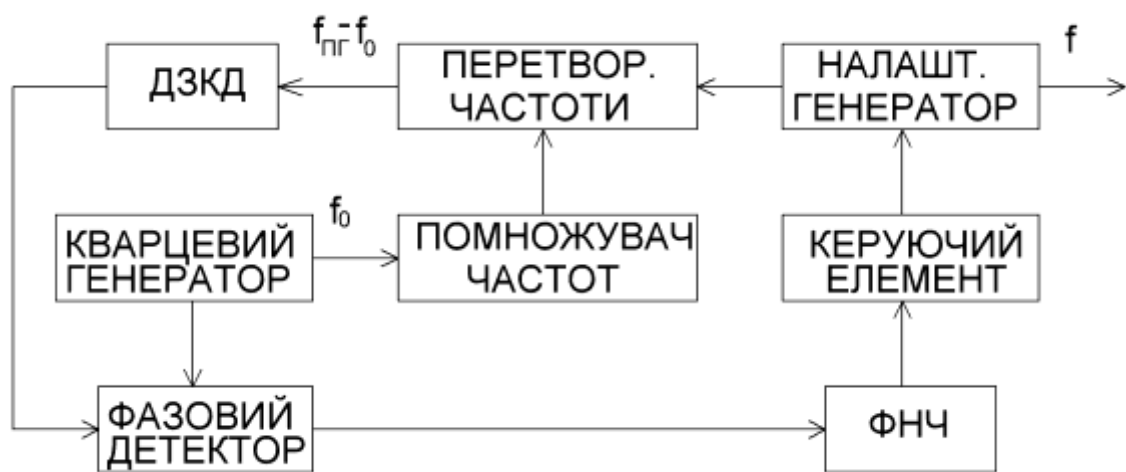 ДЗКД
f_ПГ-f_0
ПЕРЕТВОР.
ЧАСТОТИ
НАЛАШТ.
ГЕНЕРАТОР
f
КВАРЦЕВИЙ
ГЕНЕРАТОР
f_0
ПОМНОЖУВАЧ
ЧАСТОТ
КЕРУЮЧИЙ
ЕЛЕМЕНТ
ФАЗОВИЙ
ДЕТЕКТОР
ФНЧ